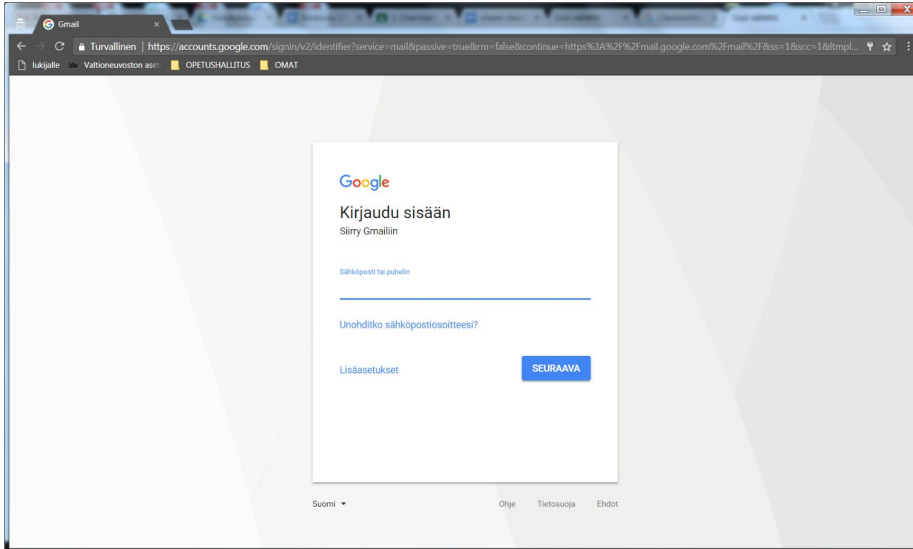 Gmail
Turvallinen | https://accounts.google.com/signin/v2/identifier?service=mail&passive=true&rm=false&continue=https%3A%2F%2Fmail.google.com%2Fmail%2F&ss=1&scc=1&ltmpl...
lukijalle Valtioneuvoston aset OPETUSHALLITUS OMAT
Google
Kirjaudu sisään
Siirry Gmailiin
Sähköposti tai puhelin
Unohditko sähköpostiosoitteesi?
Lisäasetukset SEURAAVA
Suomi Ohje Tietosuoja Ehdot